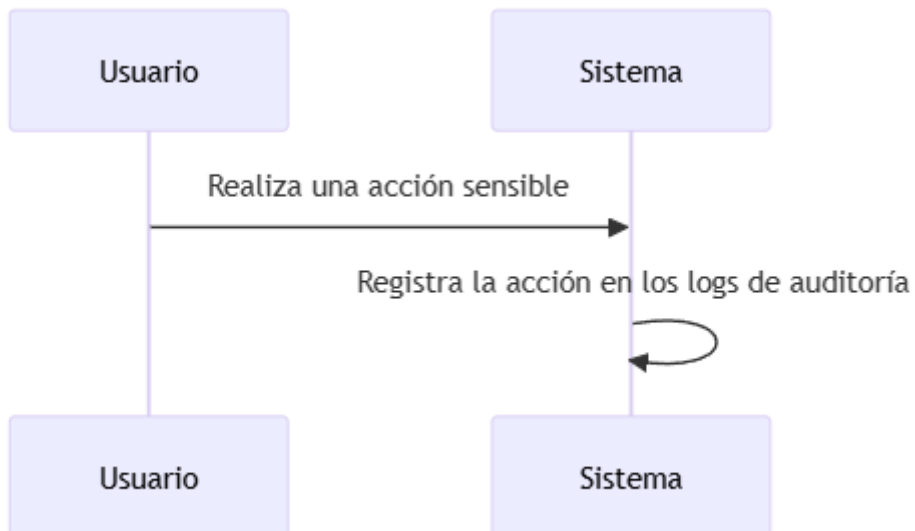 Usuario
Sistema
Realiza una acción sensible
Registra la acción en los logs de auditoría
Usuario
Sistema